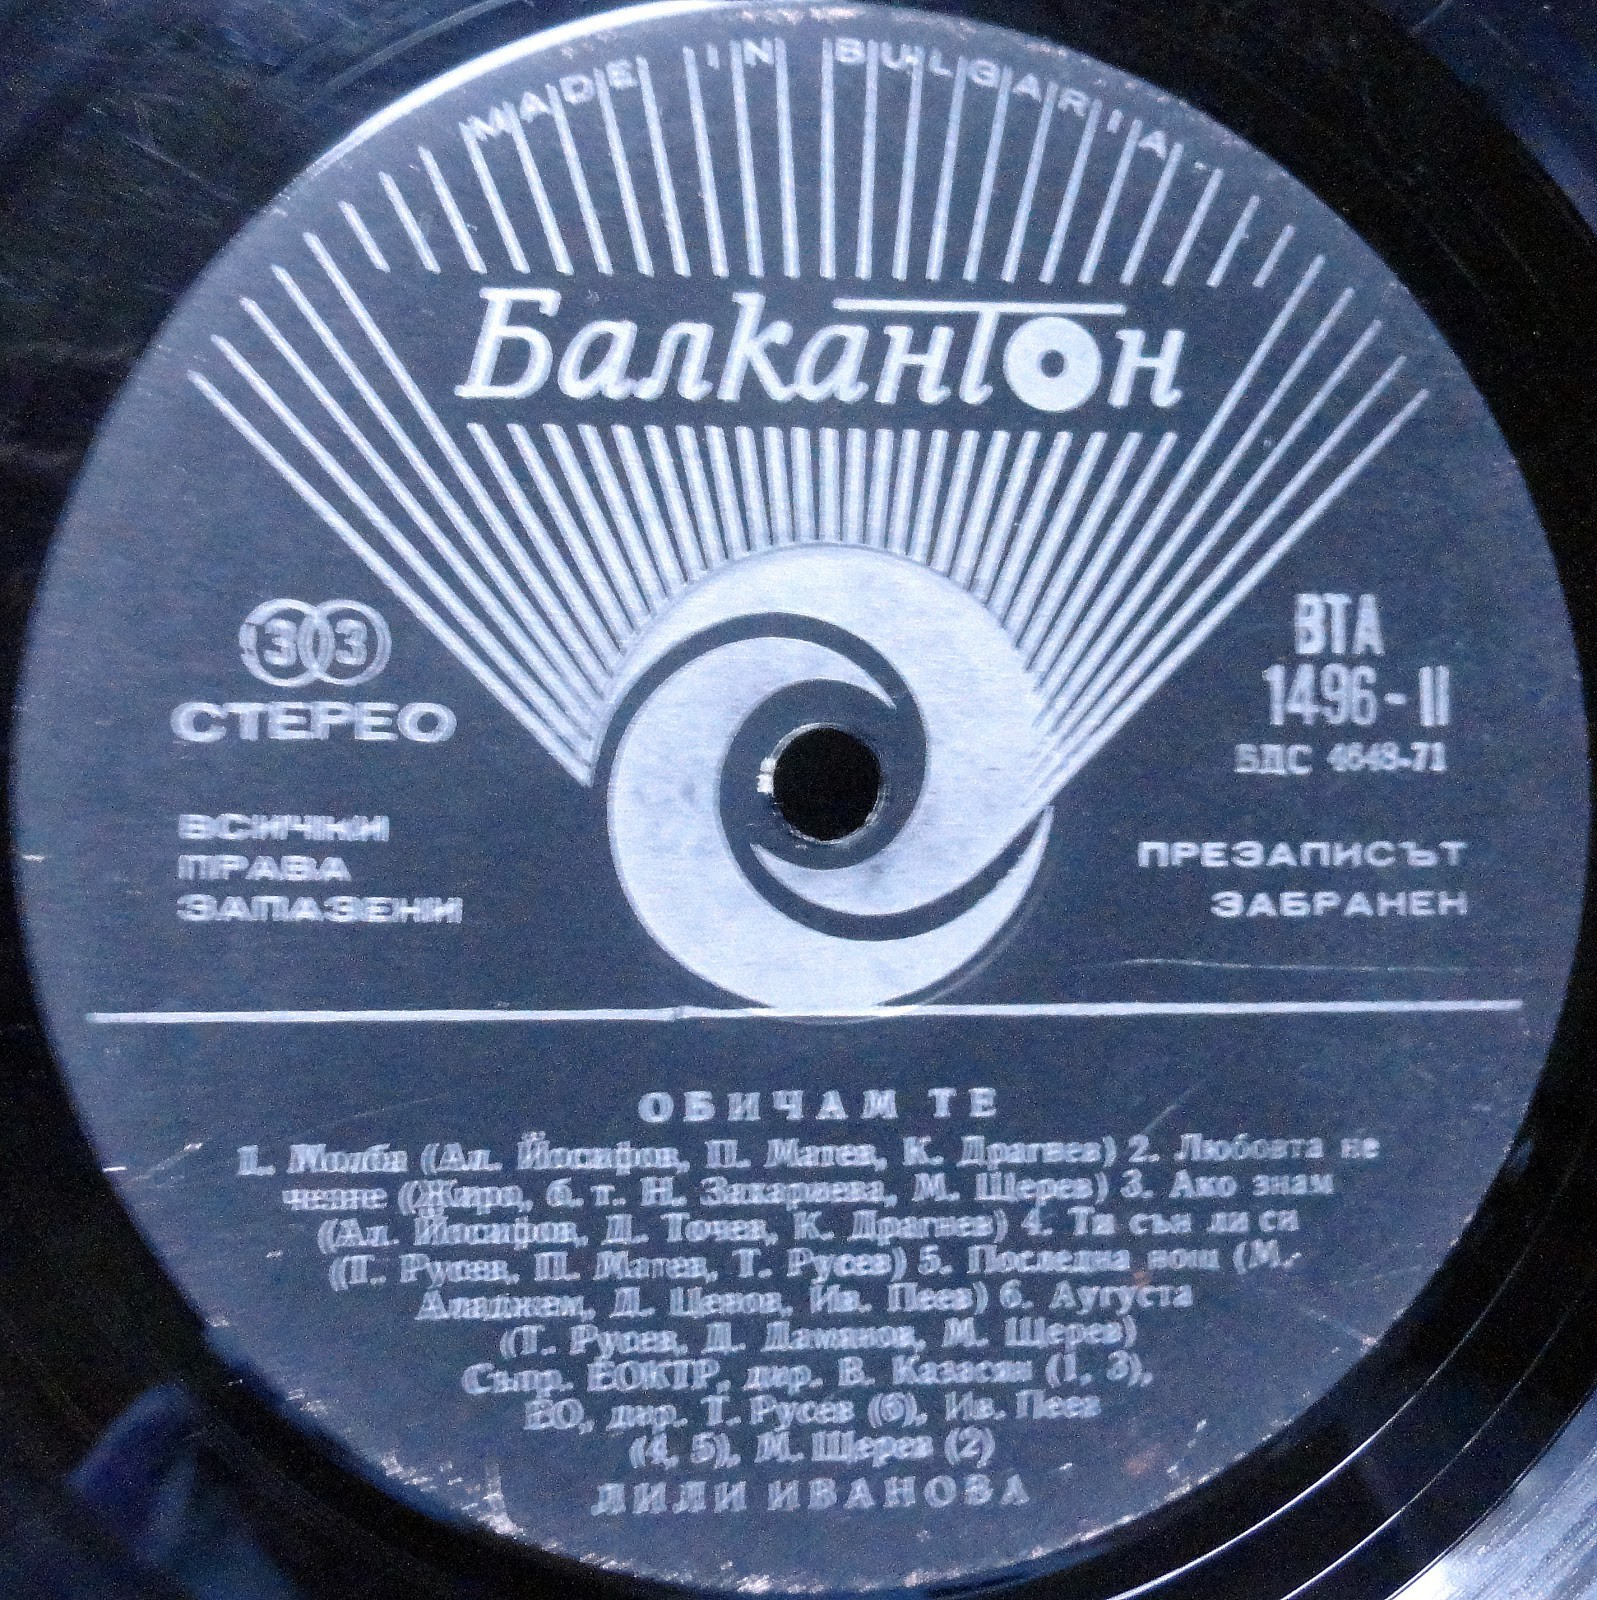 MADE IN BULGARIA
Балкантон
33
СТЕРЕО
ВСИЧКИ
ПРАВА
ЗАПАЗЕНИ
ВТА
1496-II
БДС 4648-71
ПРЕЗАПИСЪТ
ЗАБРАНЕН
ОБИЧАМ ТЕ
1. Молба (Ал. Йосифов, П. Матев, К. Драгнев) 2. Любовта не
чезне (Жиро, б. т. Н. Захариева, М. Щерев) 3. Ако знам
(Ал. Йосифов, Д. Точев, К. Драгнев) 4. Ти сън ли си
(Т. Русев, П. Матев, Т. Русев) 5. Последна нощ (М.
Аладжем, Д. Ценов, Ив. Пеев) 6. Аугуста
(Т. Русев, Д. Дамянов, М. Щерев)
Съпр. ЕОКТР, дир. В. Казасян (1, 3),
ЕО, дир. Т. Русев (6), Ив. Пеев
(4, 5), М. Щерев (2)
ЛИЛИ ИВАНОВА